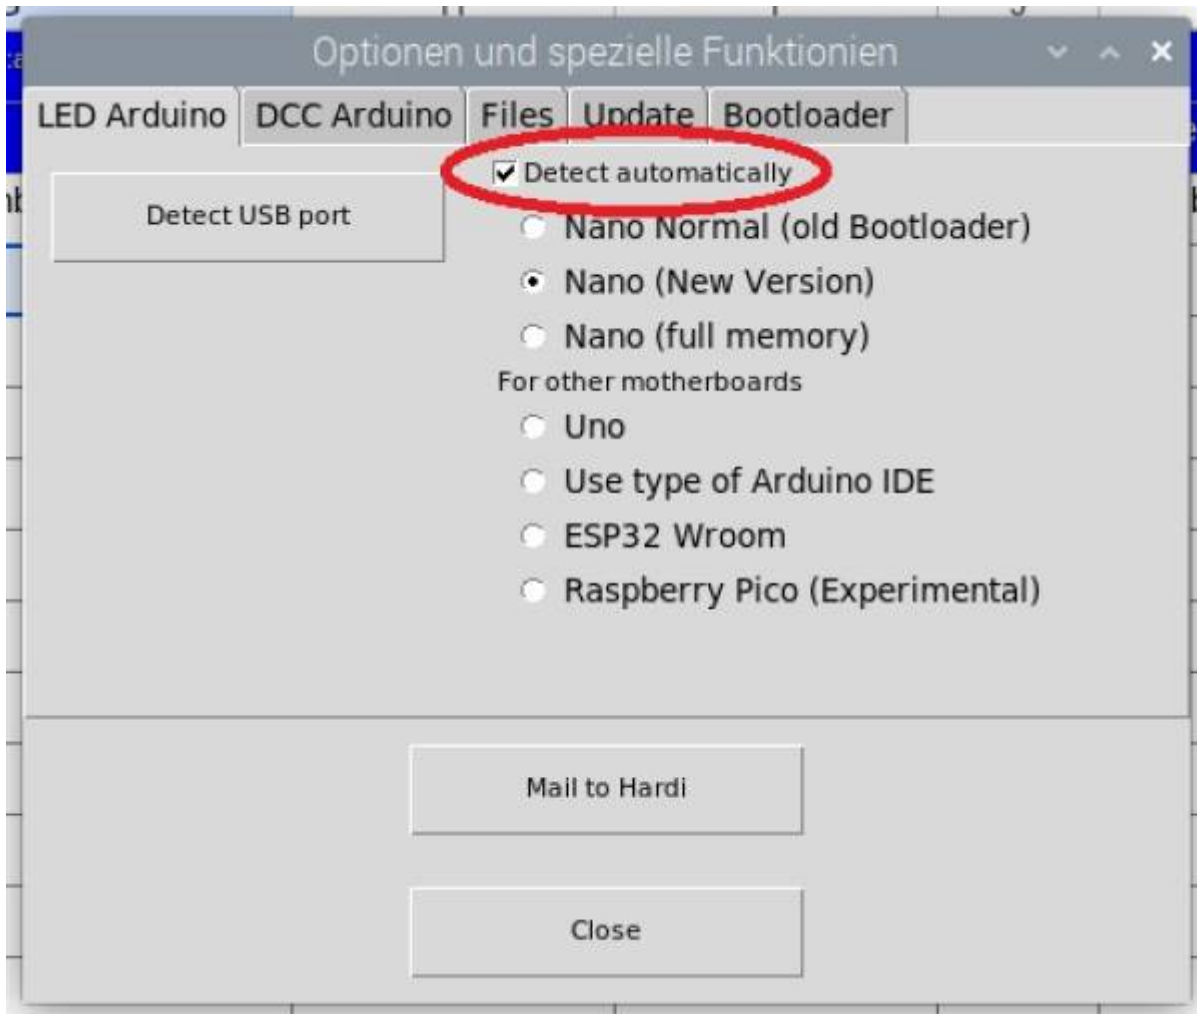 Optionen und spezielle Funktionien
LED Arduino DCC Arduino Files Update Bootloader
Detect automatically
Detect USB port
Nano Normal (old Bootloader)
Nano (New Version)
Nano (full memory)
For other motherboards
Uno
Use type of Arduino IDE
ESP32 Wroom
Raspberry Pico (Experimental)
Mail to Hardi
Close